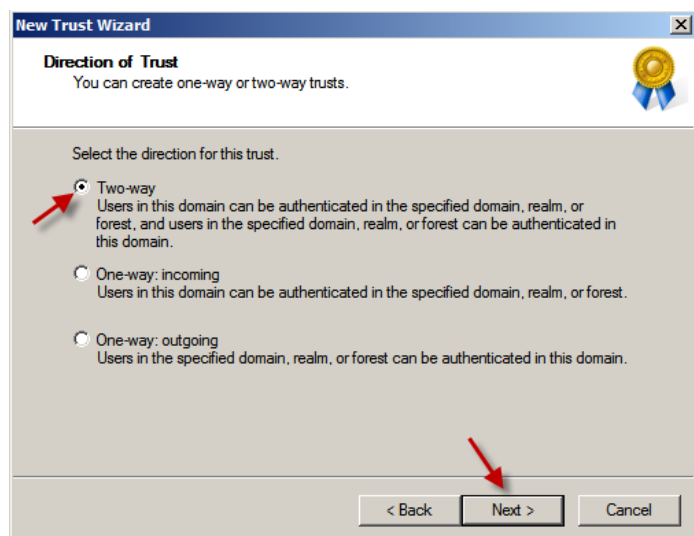 New Trust Wizard
Direction of Trust
You can create one-way or two-way trusts.
Select the direction for this trust.
Two-way
Users in this domain can be authenticated in the specified domain, realm, or
forest, and users in the specified domain, realm, or forest can be authenticated in
this domain.
One-way: incoming
Users in this domain can be authenticated in the specified domain, realm, or forest.
One-way: outgoing
Users in the specified domain, realm, or forest can be authenticated in this domain.
< Back Next > Cancel